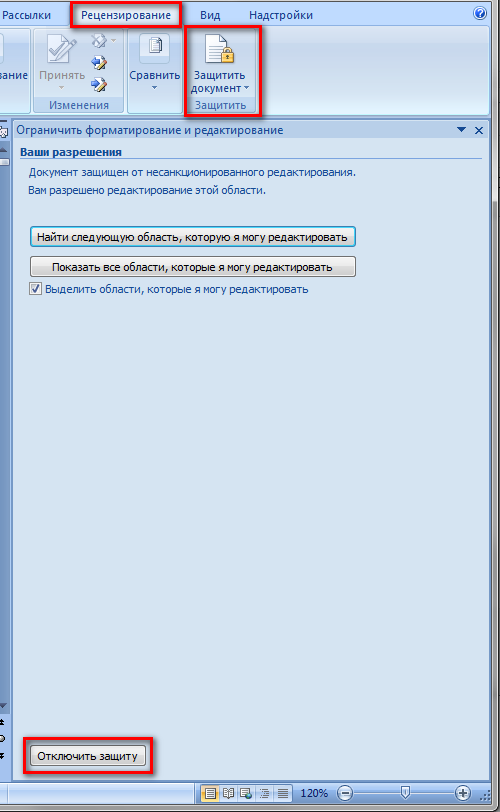 Рассылки Рецензирование Вид Надстройки
вание Принять Сравнить Защитить
документ
Изменения Защитить
Ограничить форматирование и редактирование
Ваши разрешения
Документ защищен от несанкционированного редактирования.
Вам разрешено редактирование этой области.
Найти следующую область, которую я могу редактировать
Показать все области, которые я могу редактировать
Выделить области, которые я могу редактировать
Отключить защиту
120%